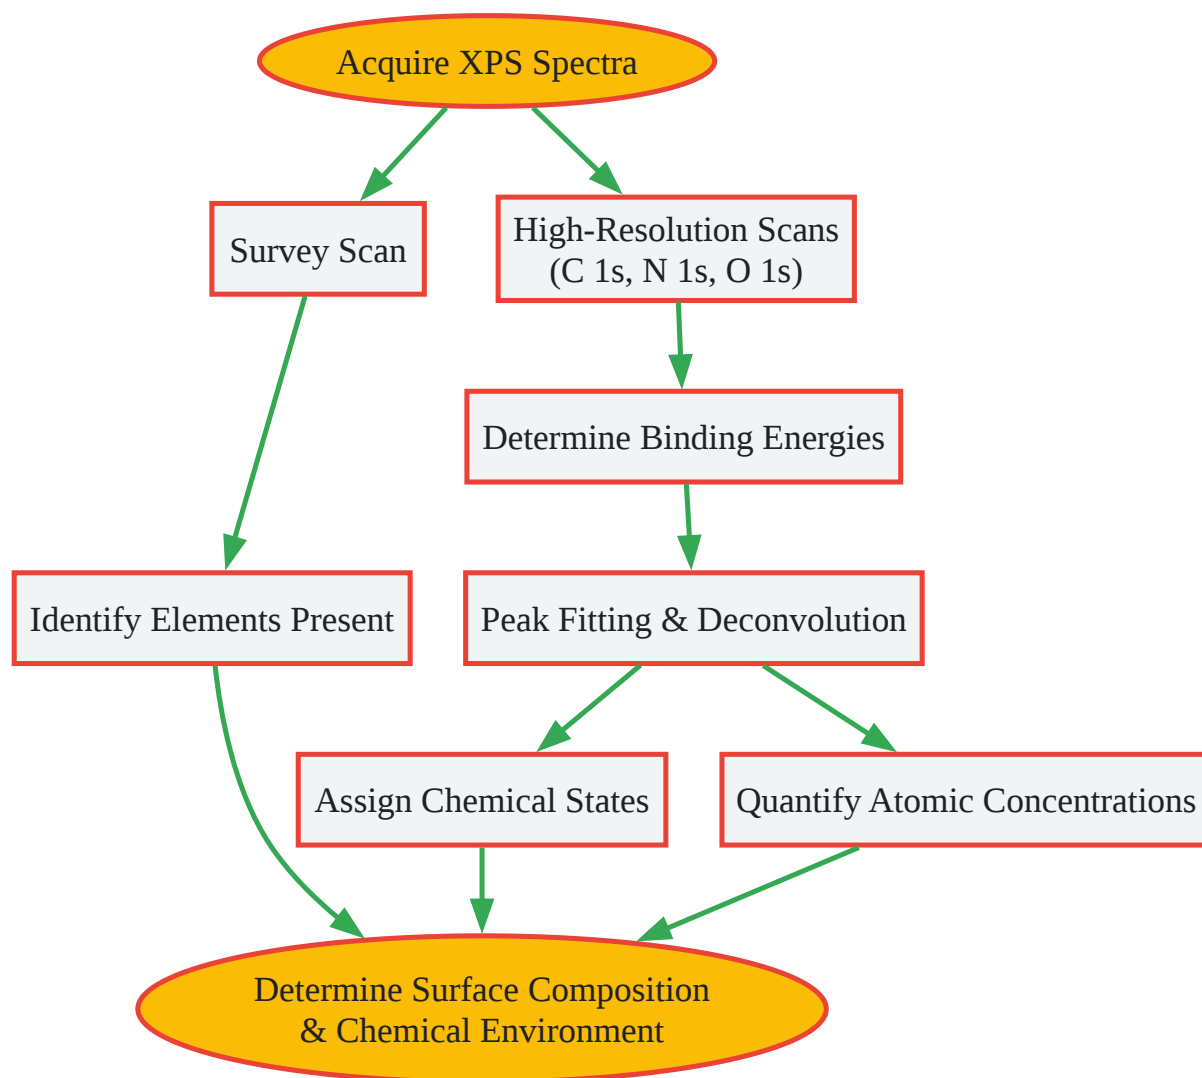 Acquire XPS Spectra
Survey Scan
High-Resolution Scans
(C 1s, N 1s, O 1s)
Determine Binding Energies
Identify Elements Present
Peak Fitting & Deconvolution
Assign Chemical States
Quantify Atomic Concentrations
Determine Surface Composition
& Chemical Environment